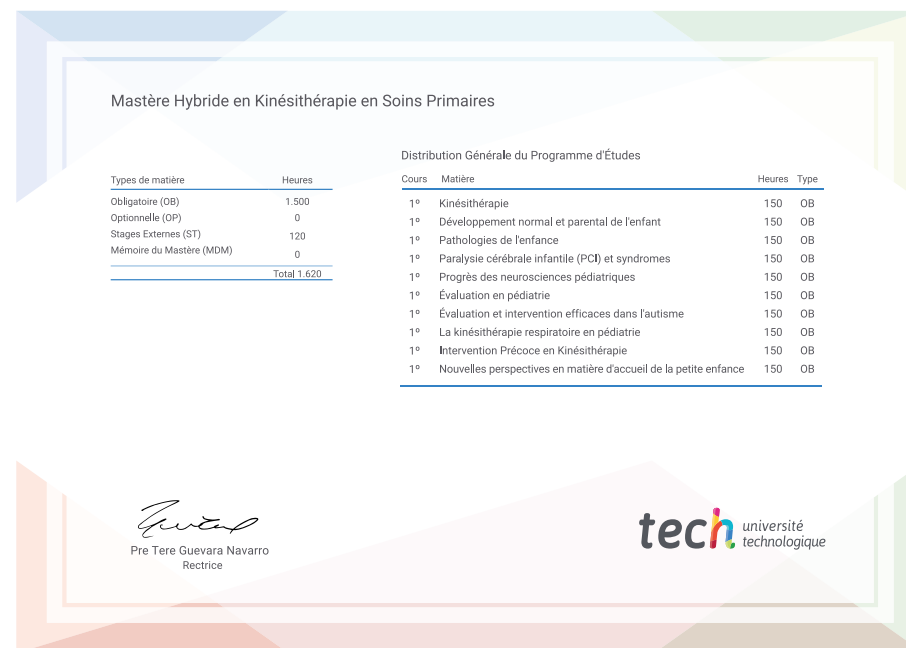 Mastère Hybride en Kinésithérapie en Soins Primaires
Types de matière Heures
Obligatoire (OB) 1.500
Optionnelle (OP) 0
Stages Externes (ST) 120
Mémoire du Mastère (MDM) 0
Total 1.620
Distribution Générale du Programme d'Études
Cours Matière Heures Type
1º Kinésithérapie 150 OB
1º Développement normal et parental de l'enfant 150 OB
1º Pathologies de l'enfance 150 OB
1º Paralysie cérébrale infantile (PCI) et syndromes 150 OB
1º Progrès des neurosciences pédiatriques 150 OB
1º Évaluation en pédiatrie 150 OB
1º Évaluation et intervention efficaces dans l'autisme 150 OB
1º La kinésithérapie respiratoire en pédiatrie 150 OB
1º Intervention Précoce en Kinésithérapie 150 OB
1º Nouvelles perspectives en matière d'accueil de la petite enfance 150 OB
Pre Tere Guevara Navarro
Rectrice
tech université
technologique